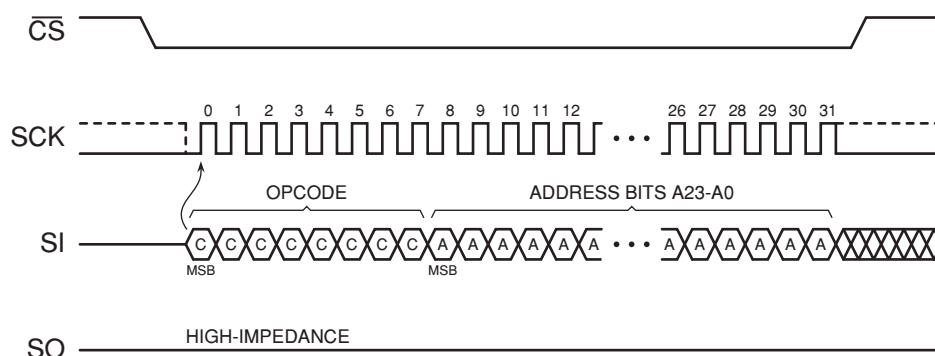 CS
0 1 2 3 4 5 6 7 8 9 10 11 12 26 27 28 29 30 31
SCK
OPCODE ADDRESS BITS A23-A0
SI C C C C C C C C A A A A A A • • • A A A A A A
MSB MSB
HIGH-IMPEDANCE
SO